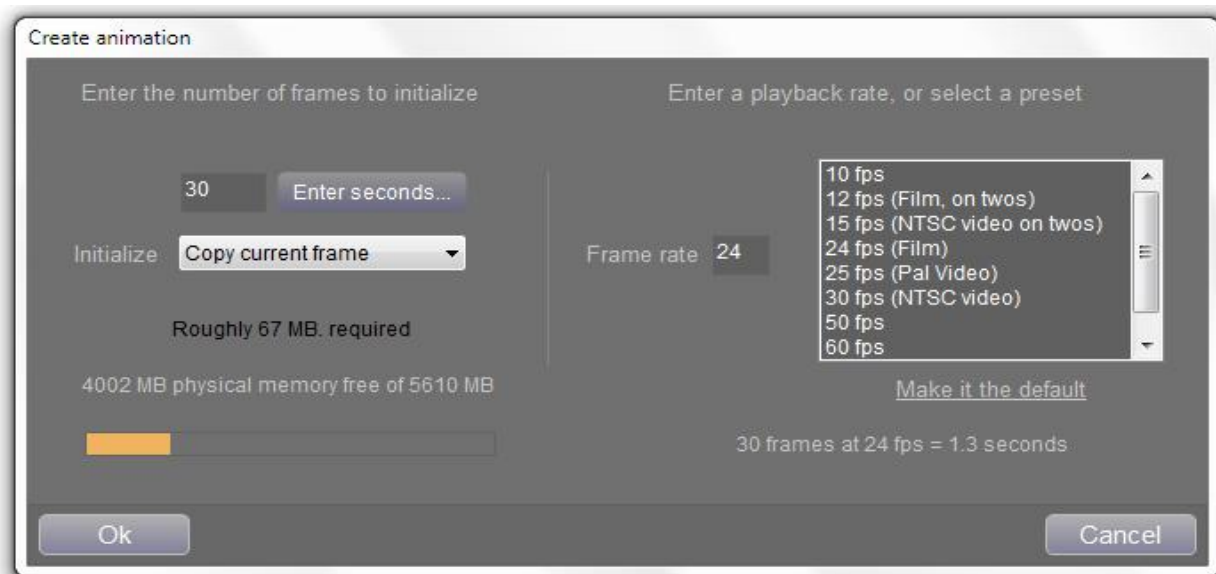 Create animation
Enter the number of frames to initialize
30
Enter seconds...
Initialize Copy current frame
Roughly 67 MB. required
4002 MB physical memory free of 5610 MB
Enter a playback rate, or select a preset
Frame rate 24
10 fps
12 fps (Film, on twos)
15 fps (NTSC video on twos)
24 fps (Film)
25 fps (Pal Video)
30 fps (NTSC video)
50 fps
60 fps
Make it the default
30 frames at 24 fps = 1.3 seconds
Ok
Cancel